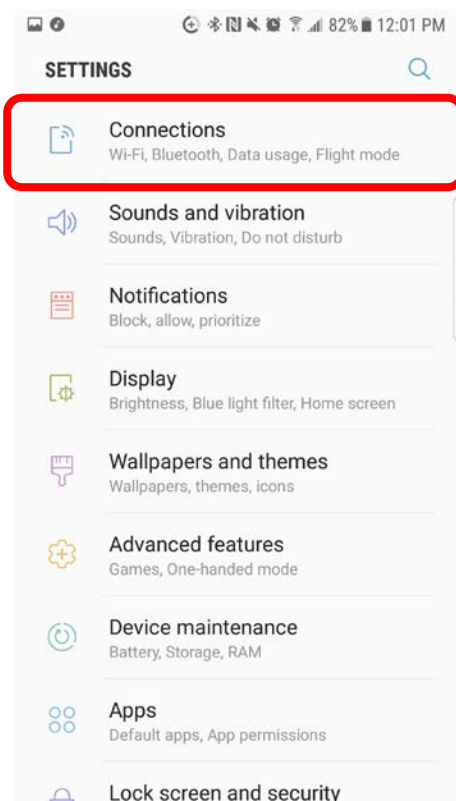 82% 12:01 PM
SETTINGS
Connections
Wi-Fi, Bluetooth, Data usage, Flight mode
Sounds and vibration
Sounds, Vibration, Do not disturb
Notifications
Block, allow, prioritize
Display
Brightness, Blue light filter, Home screen
Wallpapers and themes
Wallpapers, themes, icons
Advanced features
Games, One-handed mode
Device maintenance
Battery, Storage, RAM
Apps
Default apps, App permissions
Lock screen and security